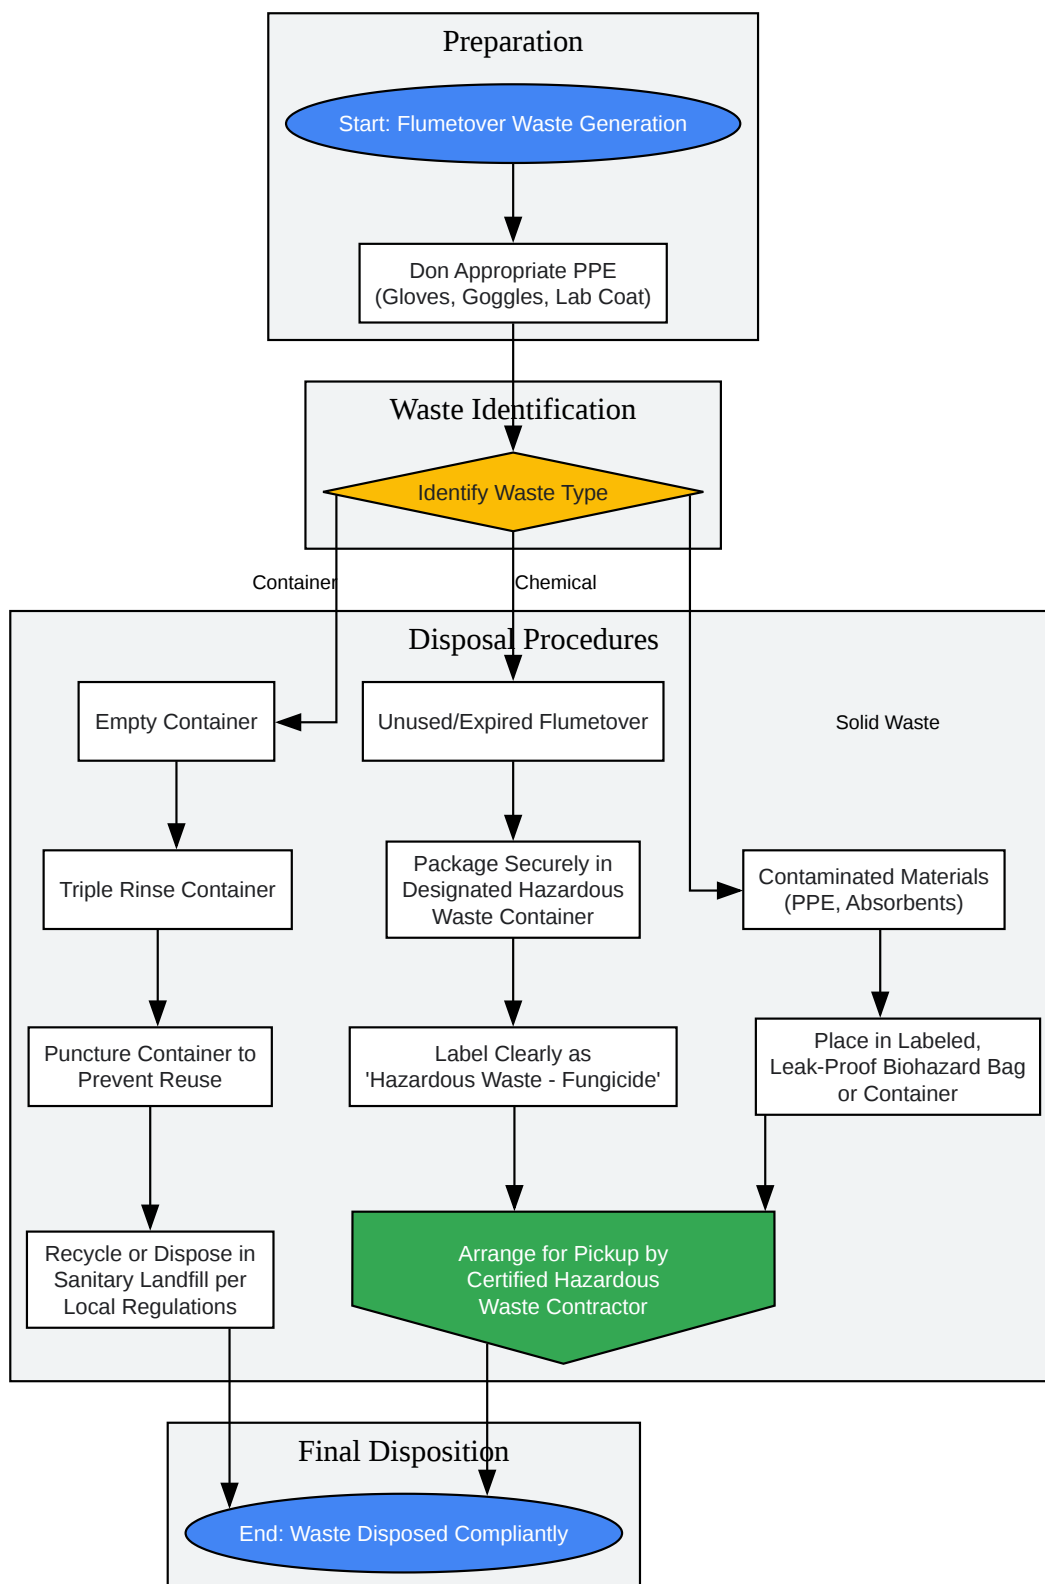 Preparation
Start: Flumetover Waste Generation
Don Appropriate PPE
(Gloves, Goggles, Lab Coat)
Waste Identification
Identify Waste Type
Container
Chemical
Disposal Procedures
Empty Container
Unused/Expired Flumetover
Solid Waste
Triple Rinse Container
Package Securely in
Designated Hazardous
Waste Container
Contaminated Materials
(PPE, Absorbents)
Puncture Container to
Prevent Reuse
Label Clearly as
'Hazardous Waste - Fungicide'
Place in Labeled,
Leak-Proof Biohazard Bag
or Container
Recycle or Dispose in
Sanitary Landfill per
Local Regulations
Arrange for Pickup by
Certified Hazardous
Waste Contractor
Final Disposition
End: Waste Disposed Compliantly